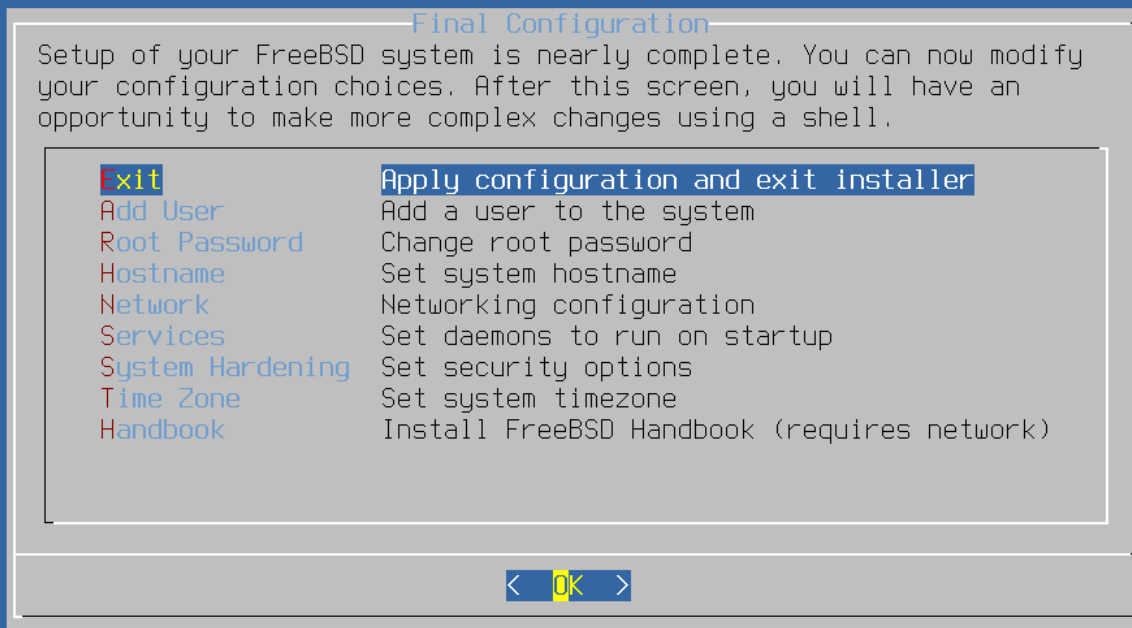 Final Configuration
Setup of your FreeBSD system is nearly complete. You can now modify
your configuration choices. After this screen, you will have an
opportunity to make more complex changes using a shell.
Exit Apply configuration and exit installer
Add User Add a user to the system
Root Password Change root password
Hostname Set system hostname
Network Networking configuration
Services Set daemons to run on startup
System Hardening Set security options
Time Zone Set system timezone
Handbook Install FreeBSD Handbook (requires network)
< OK >